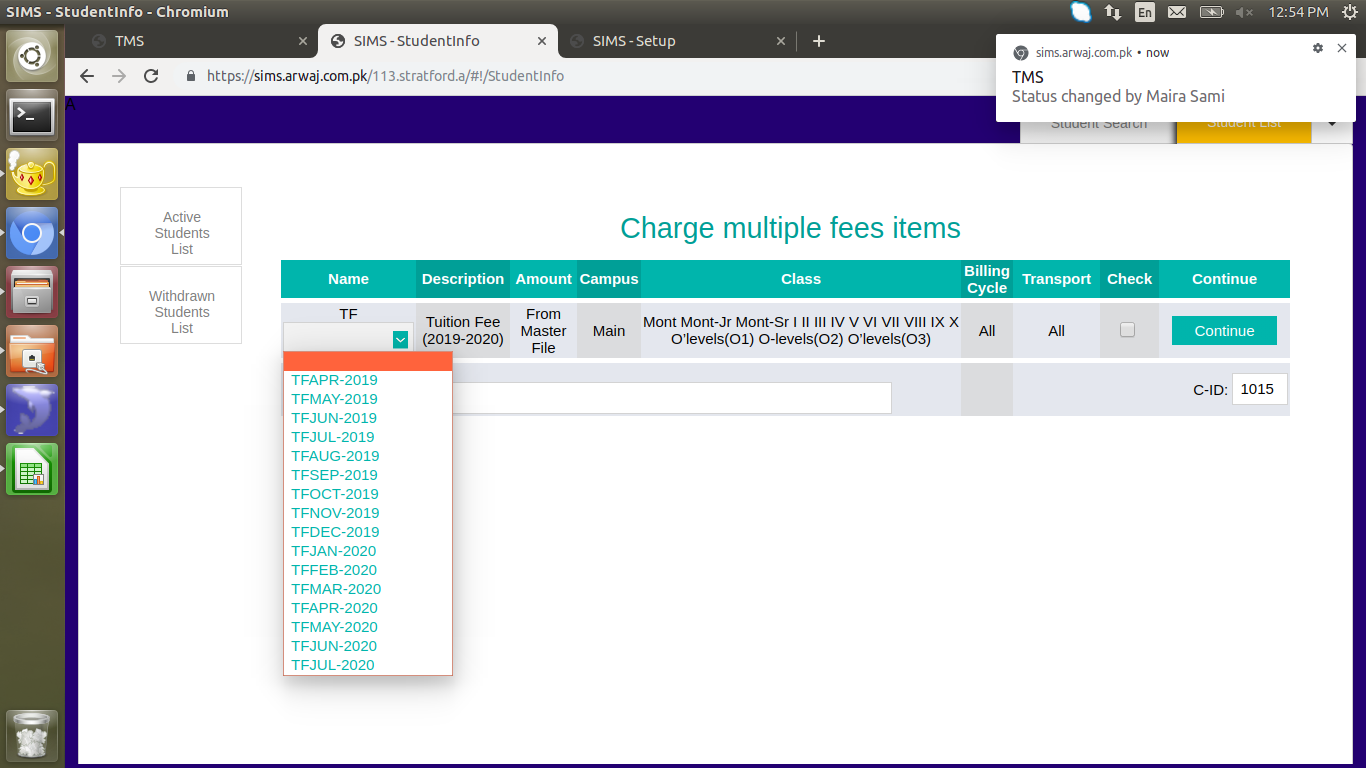 SIMS - StudentInfo - Chromium
En
12:54 PM
TMS
SIMS - StudentInfo
SIMS - Setup
https://sims.arwaj.com.pk/113.stratford.a/#!/StudentInfo
sims.arwaj.com.pk • now
TMS
Status changed by Maira Sami
A
Student Search
Student List
Active
Students
List
Withdrawn
Students
List
Charge multiple fees items
Name Description Amount Campus Class Billing Cycle Transport Check Continue
TF
Tuition Fee
(2019-2020)
From
Master
File
Main
Mont Mont-Jr Mont-Sr I II III IV V VI VII VIII IX X
O'levels(O1) O-levels(O2) O'levels(O3)
All
All
Continue
C-ID: 1015
TFAPR-2019
TFMAY-2019
TFJUN-2019
TFJUL-2019
TFAUG-2019
TFSEP-2019
TFOCT-2019
TFNOV-2019
TFDEC-2019
TFJAN-2020
TFFEB-2020
TFMAR-2020
TFAPR-2020
TFMAY-2020
TFJUN-2020
TFJUL-2020